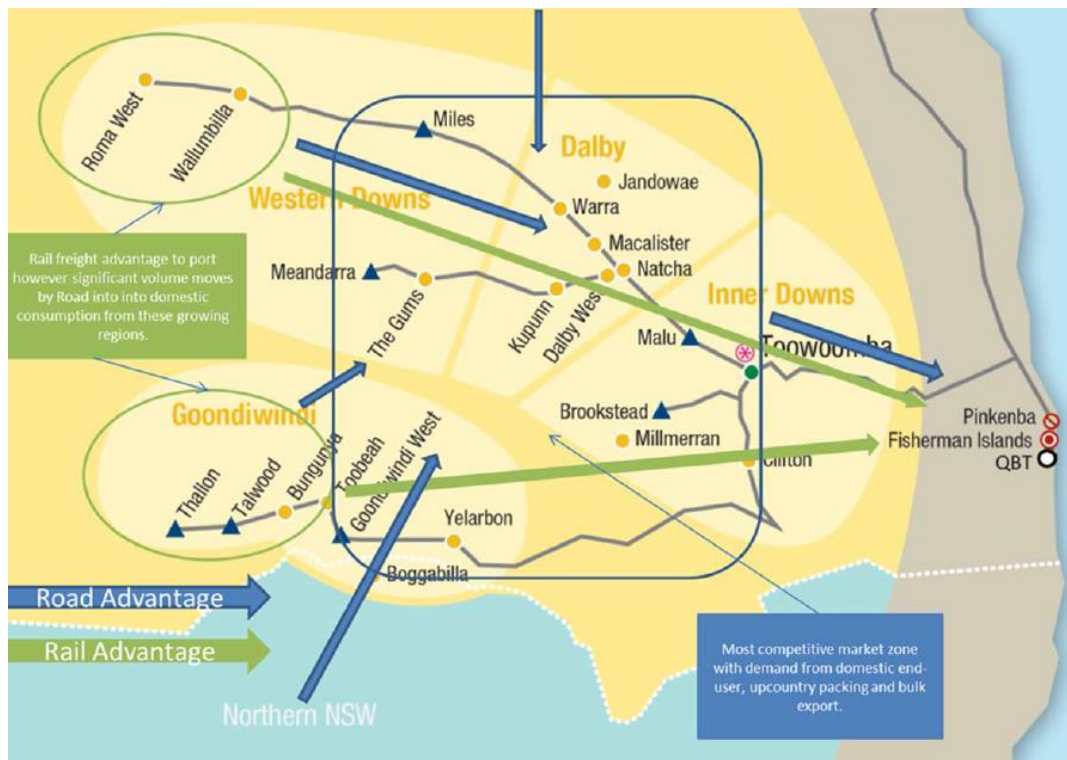 Roma West
Wallumbilla
Miles
Dalby
Jandowae
Western Downs
Warra
Rail freight advantage to port
however significant volume moves
by Road into into domestic
consumption from these growing
regions.
Meandarra
The Gums
Macalister
Natcha
Kupunn
Dalby West
Inner Downs
Malu
Toowoomba
Goondiwindi
Brookstead
Millmerran
Pinkenba
Fisherman Islands
QBT
Clinton
Thallon
Talwood
Bungunya
Toobeah
Goondiwindi West
Yelarbon
Boggabilla
Road Advantage
Rail Advantage
Northern NSW
Most competitive market zone
with demand from domestic end-
user, upcountry packing and bulk
export.